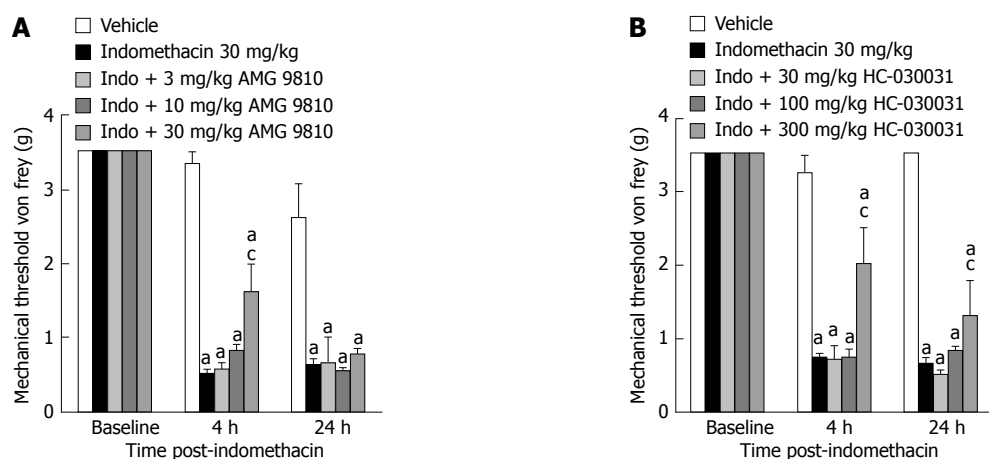 A
Vehicle
Indomethacin 30 mg/kg
Indo + 3 mg/kg AMG 9810
Indo + 10 mg/kg AMG 9810
Indo + 30 mg/kg AMG 9810
Mechanical threshold von frey (g)
4
3
2
1
0
a
c
a a a
a a a a
Baseline 4 h 24 h
Time post-indomethacin
B
Vehicle
Indomethacin 30 mg/kg
Indo + 30 mg/kg HC-030031
Indo + 100 mg/kg HC-030031
Indo + 300 mg/kg HC-030031
Mechanical threshold von frey (g)
4
3
2
1
0
a
c
a a a
a
c
a a a
Baseline 4 h 24 h
Time post-indomethacin